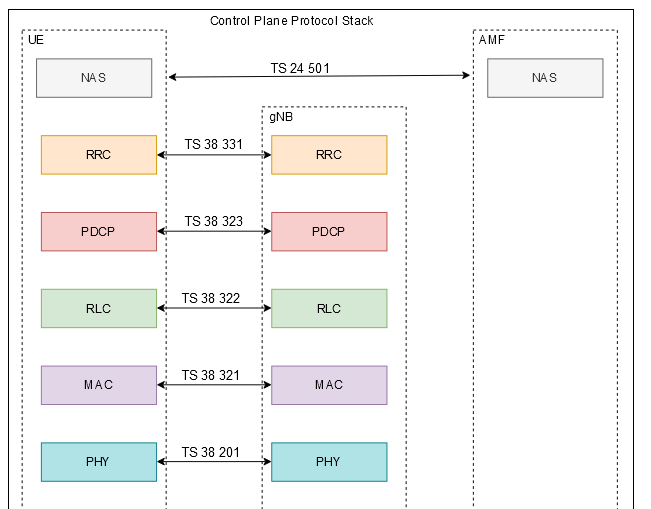 Control Plane Protocol Stack
UE
AMF
NAS
TS 24 501
NAS
gNB
RRC
TS 38 331
RRC
PDCP
TS 38 323
PDCP
RLC
TS 38 322
RLC
MAC
TS 38 321
MAC
PHY
TS 38 201
PHY